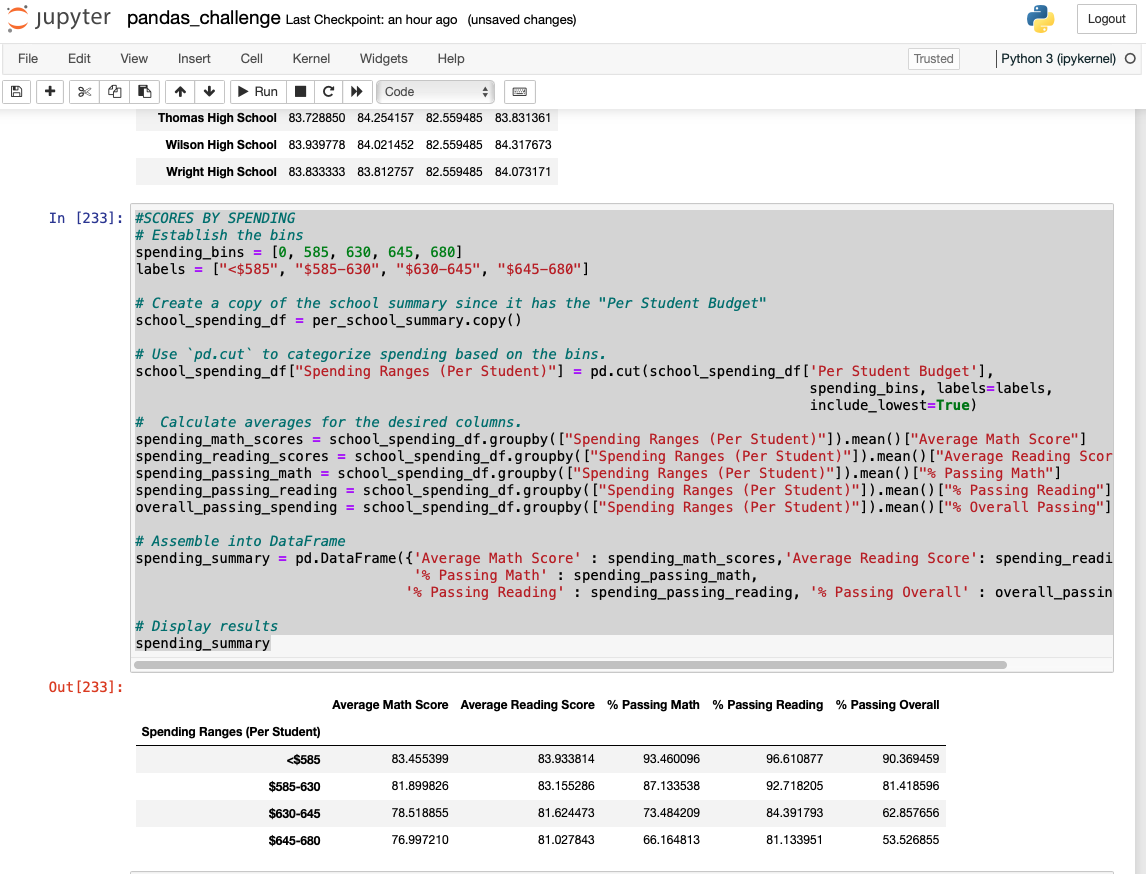 jupyter pandas_challenge Last Checkpoint: an hour ago (unsaved changes) Logout
File Edit View Insert Cell Kernel Widgets Help Trusted Python 3 (ipykernel)
Run Code
Thomas High School 83.728850 84.254157 82.559485 83.831361
Wilson High School 83.939778 84.021452 82.559485 84.317673
Wright High School 83.833333 83.812757 82.559485 84.073171
In [233]: #SCORES BY SPENDING
# Establish the bins
spending_bins = [0, 585, 630, 645, 680]
labels = ["<$585", "$585-630", "$630-645", "$645-680"]
# Create a copy of the school summary since it has the "Per Student Budget"
school_spending_df = per_school_summary.copy()
# Use `pd.cut` to categorize spending based on the bins.
school_spending_df["Spending Ranges (Per Student)"] = pd.cut(school_spending_df['Per Student Budget'],
spending_bins, labels=labels,
include_lowest=True)
#  Calculate averages for the desired columns.
spending_math_scores = school_spending_df.groupby(["Spending Ranges (Per Student)"]).mean()["Average Math Score"]
spending_reading_scores = school_spending_df.groupby(["Spending Ranges (Per Student)"]).mean()["Average Reading Scor
spending_passing_math = school_spending_df.groupby(["Spending Ranges (Per Student)"]).mean()["% Passing Math"]
spending_passing_reading = school_spending_df.groupby(["Spending Ranges (Per Student)"]).mean()["% Passing Reading"]
overall_passing_spending = school_spending_df.groupby(["Spending Ranges (Per Student)"]).mean()["% Overall Passing"]
# Assemble into DataFrame
spending_summary = pd.DataFrame({'Average Math Score' : spending_math_scores,'Average Reading Score': spending_readi
'% Passing Math' : spending_passing_math,
'% Passing Reading' : spending_passing_reading, '% Passing Overall' : overall_passin
# Display results
spending_summary
Out[233]:
Average Math Score Average Reading Score % Passing Math % Passing Reading % Passing Overall
Spending Ranges (Per Student)
<$585 83.455399 83.933814 93.460096 96.610877 90.369459
$585-630 81.899826 83.155286 87.133538 92.718205 81.418596
$630-645 78.518855 81.624473 73.484209 84.391793 62.857656
$645-680 76.997210 81.027843 66.164813 81.133951 53.526855